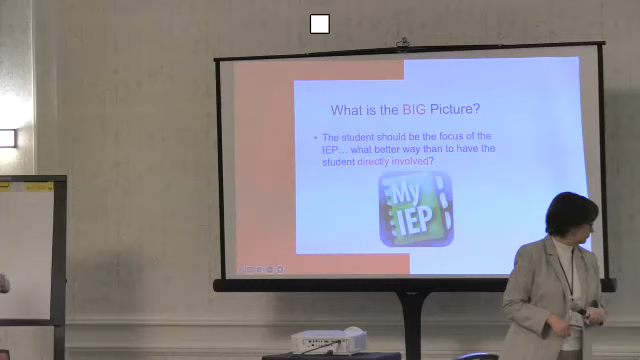 What is the BIG Picture?
• The student should be the focus of the
IEP... what better way than to have the
student directly involved?
My
IEP